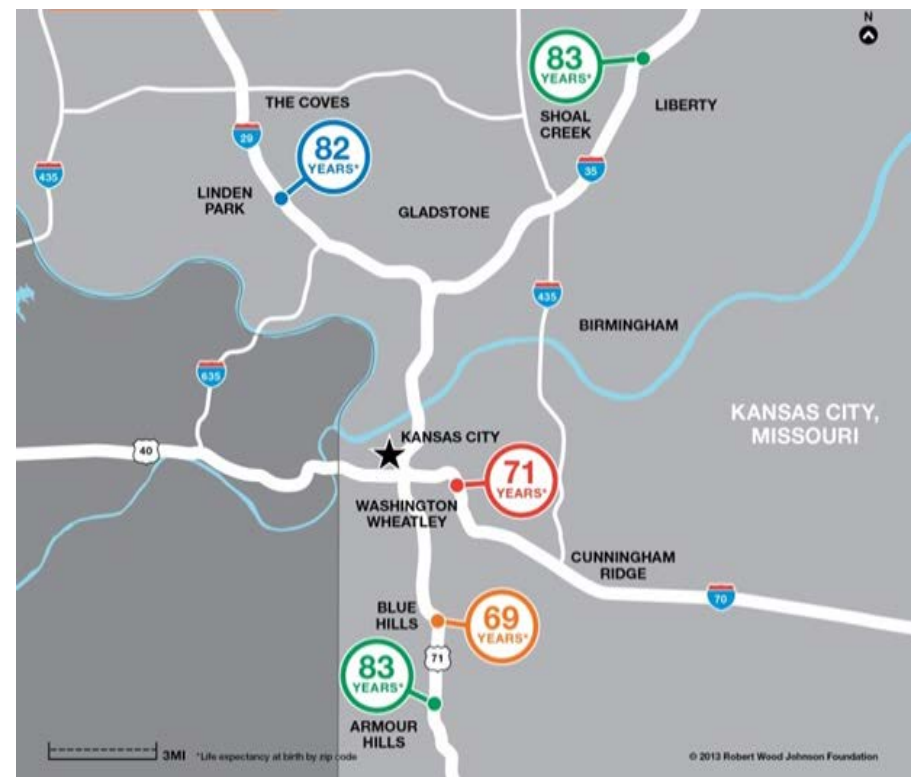 N
83
YEARS*
SHOAL
CREEK
LIBERTY
THE COVES
29
82
YEARS*
35
435
LINDEN
PARK
GLADSTONE
435
BIRMINGHAM
635
KANSAS CITY,
MISSOURI
KANSAS CITY
40
71
YEARS*
WASHINGTON
WHEATLEY
CUNNINGHAM
RIDGE
70
BLUE
HILLS
69
YEARS*
71
83
YEARS*
ARMOUR
HILLS
3MI
*Life expectancy at birth by zip code
© 2013 Robert Wood Johnson Foundation